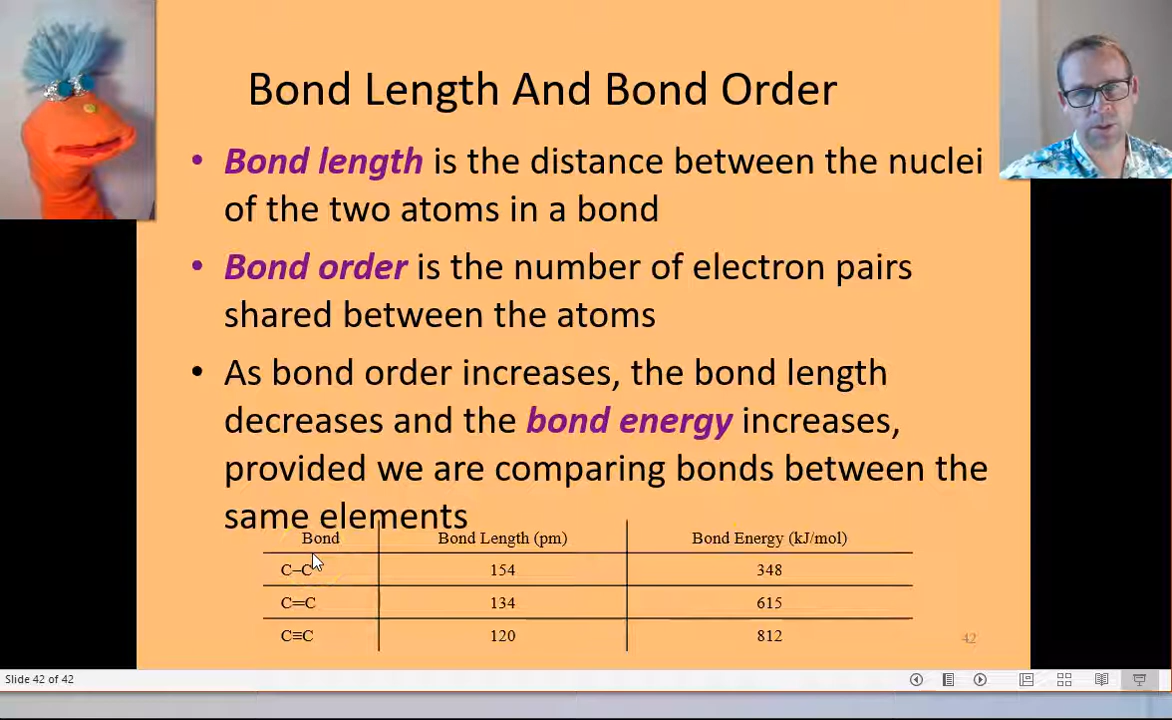 Bond Length And Bond Order
• Bond length is the distance between the nuclei
of the two atoms in a bond
• Bond order is the number of electron pairs
shared between the atoms
• As bond order increases, the bond length
decreases and the bond energy increases,
provided we are comparing bonds between the
same elements
Bond Bond Length (pm) Bond Energy (kJ/mol)
C–C 154 348
C=C 134 615
C≡C 120 812
42
Slide 42 of 42